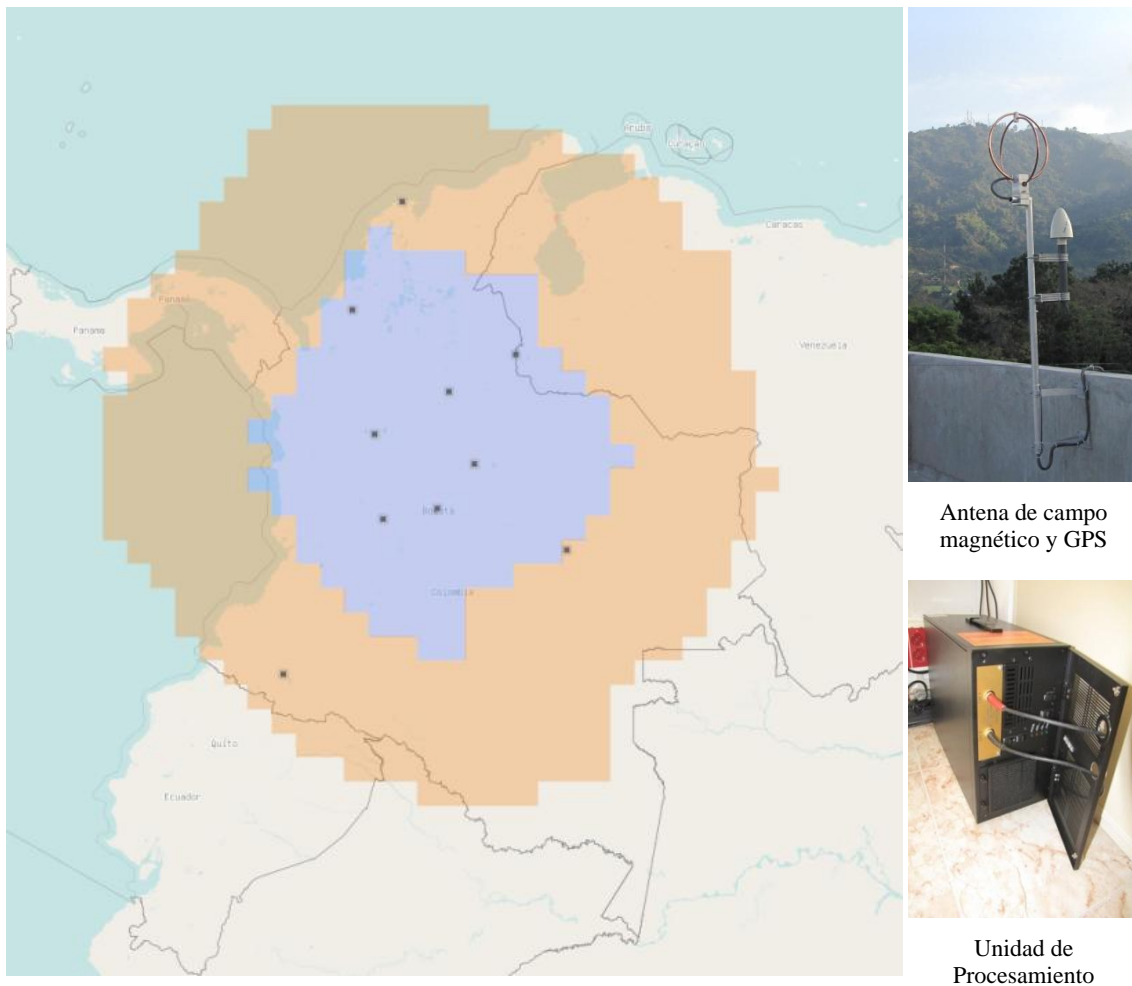 Aruba
Curaçao
Caracas
Panamá
Panama
Venezuela
Bogotá
Colombia
Quito
Ecuador
Antena de campo
magnético y GPS
Unidad de
Procesamiento